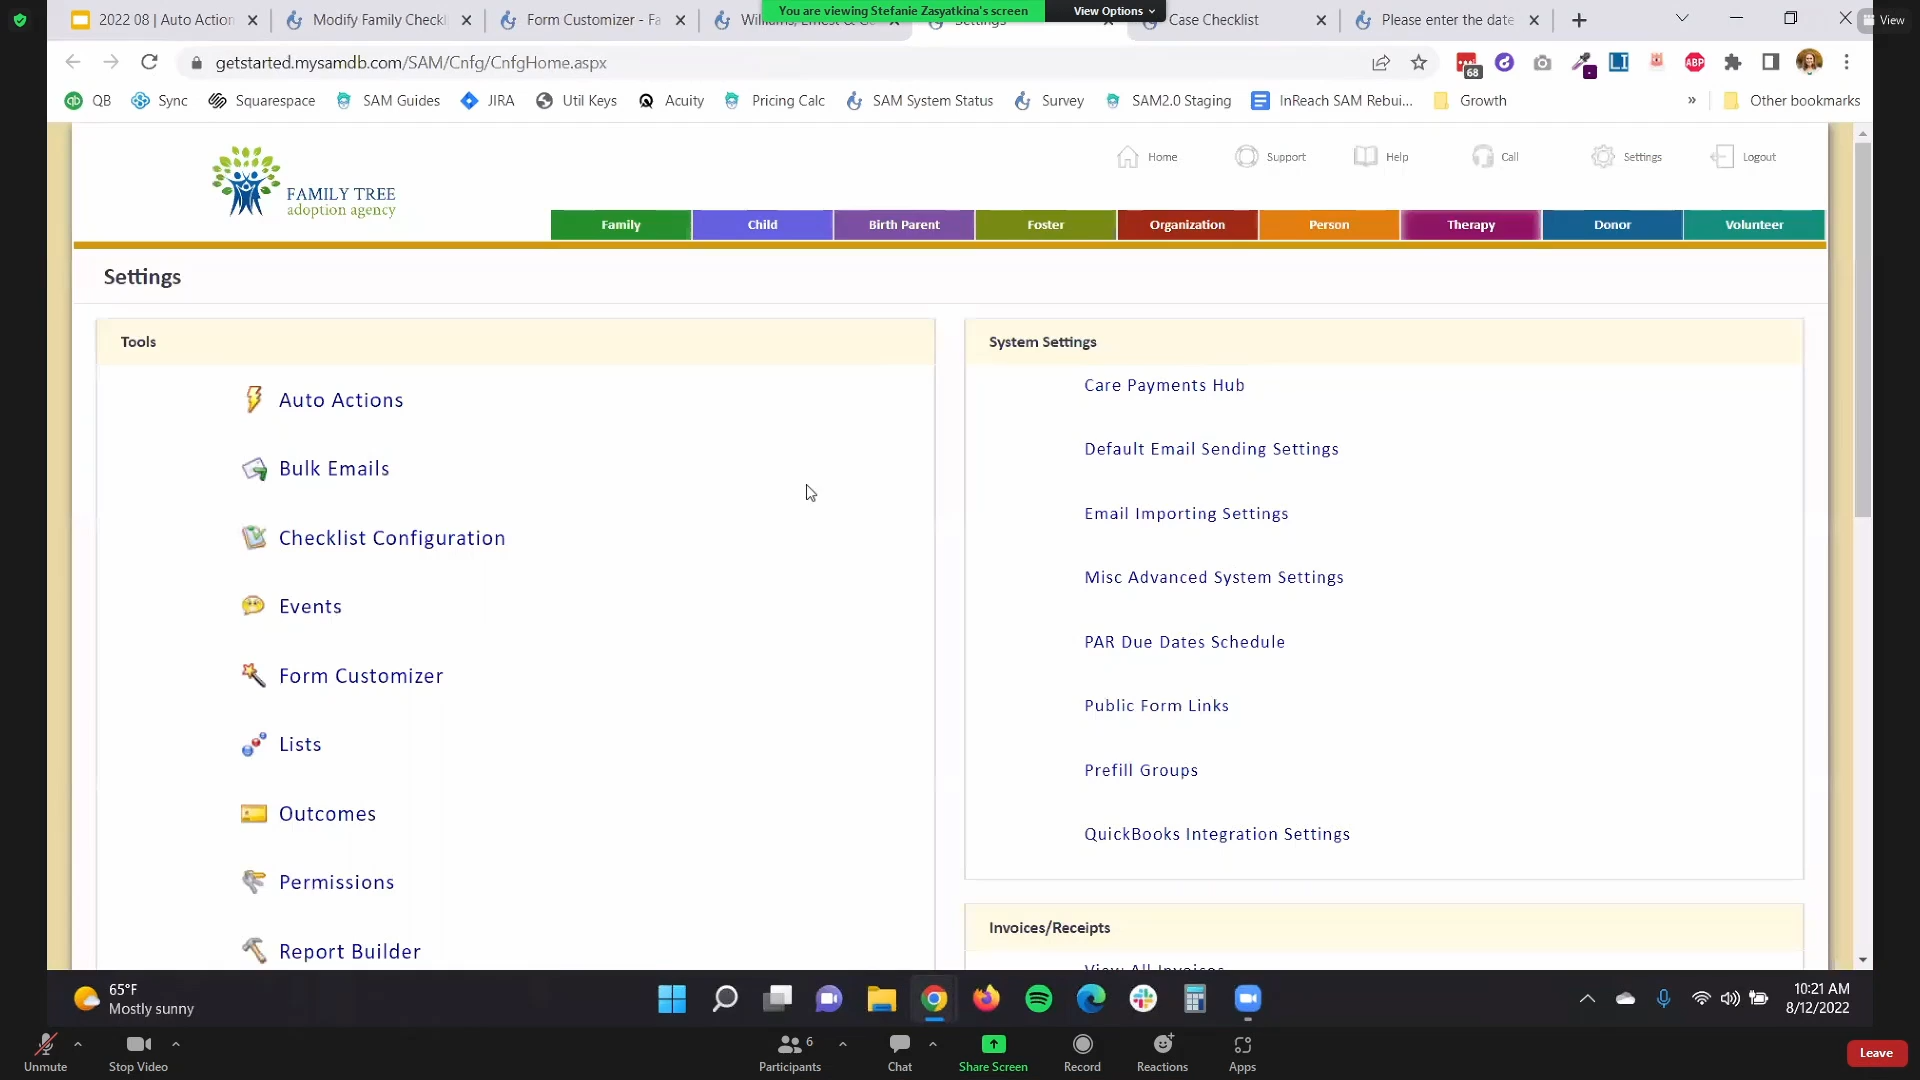 2022 08 | Auto Action
Modify Family Checkl
Form Customizer - Fa
You are viewing Stefanie Zasyatkina's screen
View Options
Case Checklist
Please enter the date
View
getstarted.mysamdb.com/SAM/Cnfg/CnfgHome.aspx
68
ABP
QB
Sync
Squarespace
SAM Guides
JIRA
Util Keys
Acuity
Pricing Calc
SAM System Status
Survey
SAM2.0 Staging
InReach SAM Rebui...
Growth
»
Other bookmarks
FAMILY TREE
adoption agency
Home
Support
Help
Call
Settings
Logout
Family
Child
Birth Parent
Foster
Organization
Person
Therapy
Donor
Volunteer
Settings
Tools
Auto Actions
Bulk Emails
Checklist Configuration
Events
Form Customizer
Lists
Outcomes
Permissions
Report Builder
System Settings
Care Payments Hub
Default Email Sending Settings
Email Importing Settings
Misc Advanced System Settings
PAR Due Dates Schedule
Public Form Links
Prefill Groups
QuickBooks Integration Settings
Invoices/Receipts
View All Invoices
65°F
Mostly sunny
10:21 AM
8/12/2022
Unmute
Stop Video
6
Participants
Chat
Share Screen
Record
Reactions
Apps
Leave